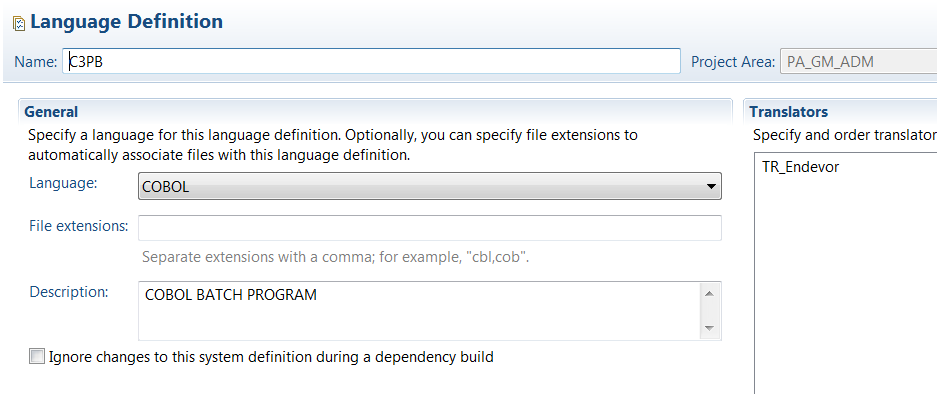 Language Definition
Name: C3PB Project Area: PA_GM_ADM
General
Specify a language for this language definition. Optionally, you can specify file extensions to
automatically associate files with this language definition.
Language: COBOL
File extensions:
Separate extensions with a comma; for example, "cbl,cob".
Description: COBOL BATCH PROGRAM
Ignore changes to this system definition during a dependency build
Translators
Specify and order translator
TR_Endevor